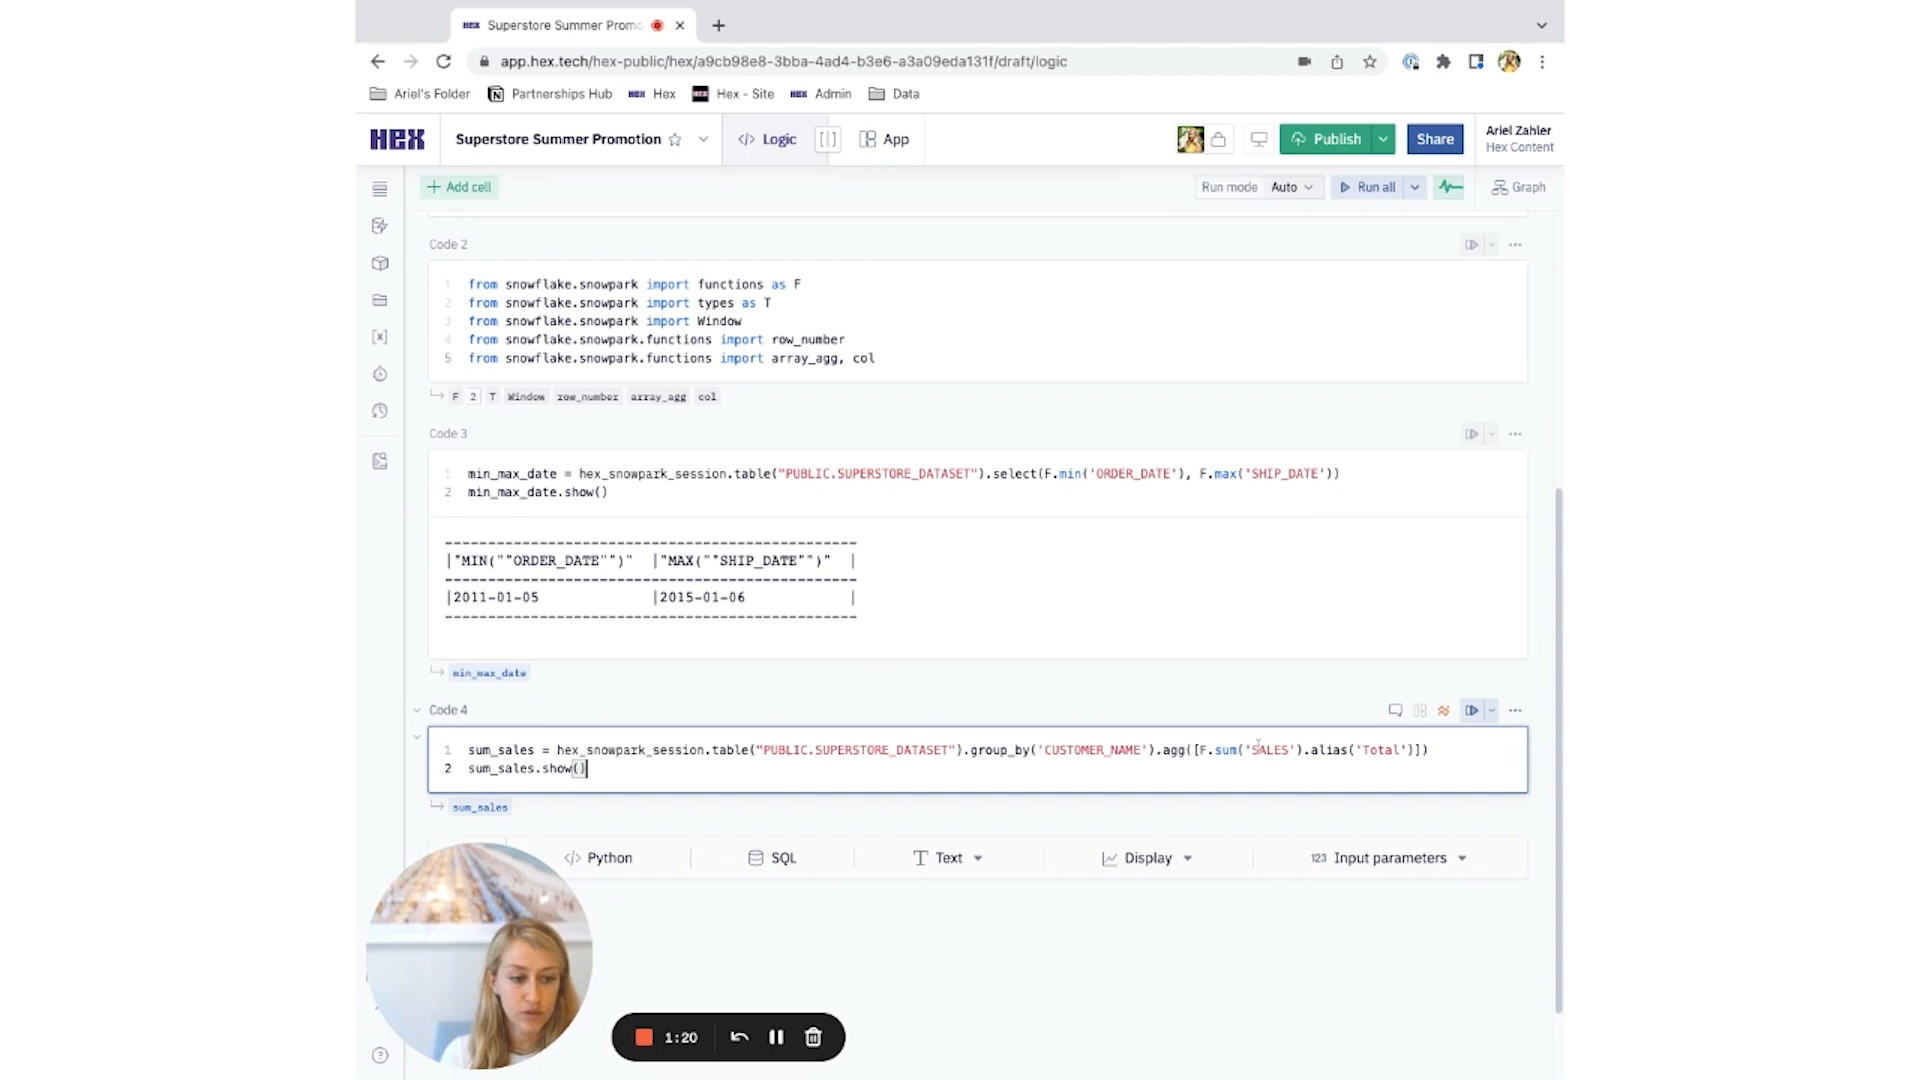 HEX Superstore Summer Promo
app.hex.tech/hex-public/hex/a9cb98e8-3bba-4ad4-b3e6-a3a09eda131f/draft/logic
Ariel's Folder Partnerships Hub HEX Hex HEX Hex - Site HEX Admin Data
HEX Superstore Summer Promotion </> Logic App Publish Share Ariel Zahler
Hex Content
+ Add cell Run mode Auto Run all Graph
Code 2
1 from snowflake.snowpark import functions as F
2 from snowflake.snowpark import types as T
3 from snowflake.snowpark import Window
4 from snowflake.snowpark.functions import row_number
5 from snowflake.snowpark.functions import array_agg, col
F 2 T Window row_number array_agg col
Code 3
1 min_max_date = hex_snowpark_session.table("PUBLIC.SUPERSTORE_DATASET").select(F.min('ORDER_DATE'), F.max('SHIP_DATE'))
2 min_max_date.show()
------------------------------------------------
|"MIN(""ORDER_DATE"")" |"MAX(""SHIP_DATE"")" |
------------------------------------------------
|2011-01-05 |2015-01-06 |
------------------------------------------------
min_max_date
Code 4
1 sum_sales = hex_snowpark_session.table("PUBLIC.SUPERSTORE_DATASET").group_by('CUSTOMER_NAME').agg([F.sum('SALES').alias('Total')])
2 sum_sales.show()
sum_sales
</> Python SQL Text Display 123 Input parameters
1:20